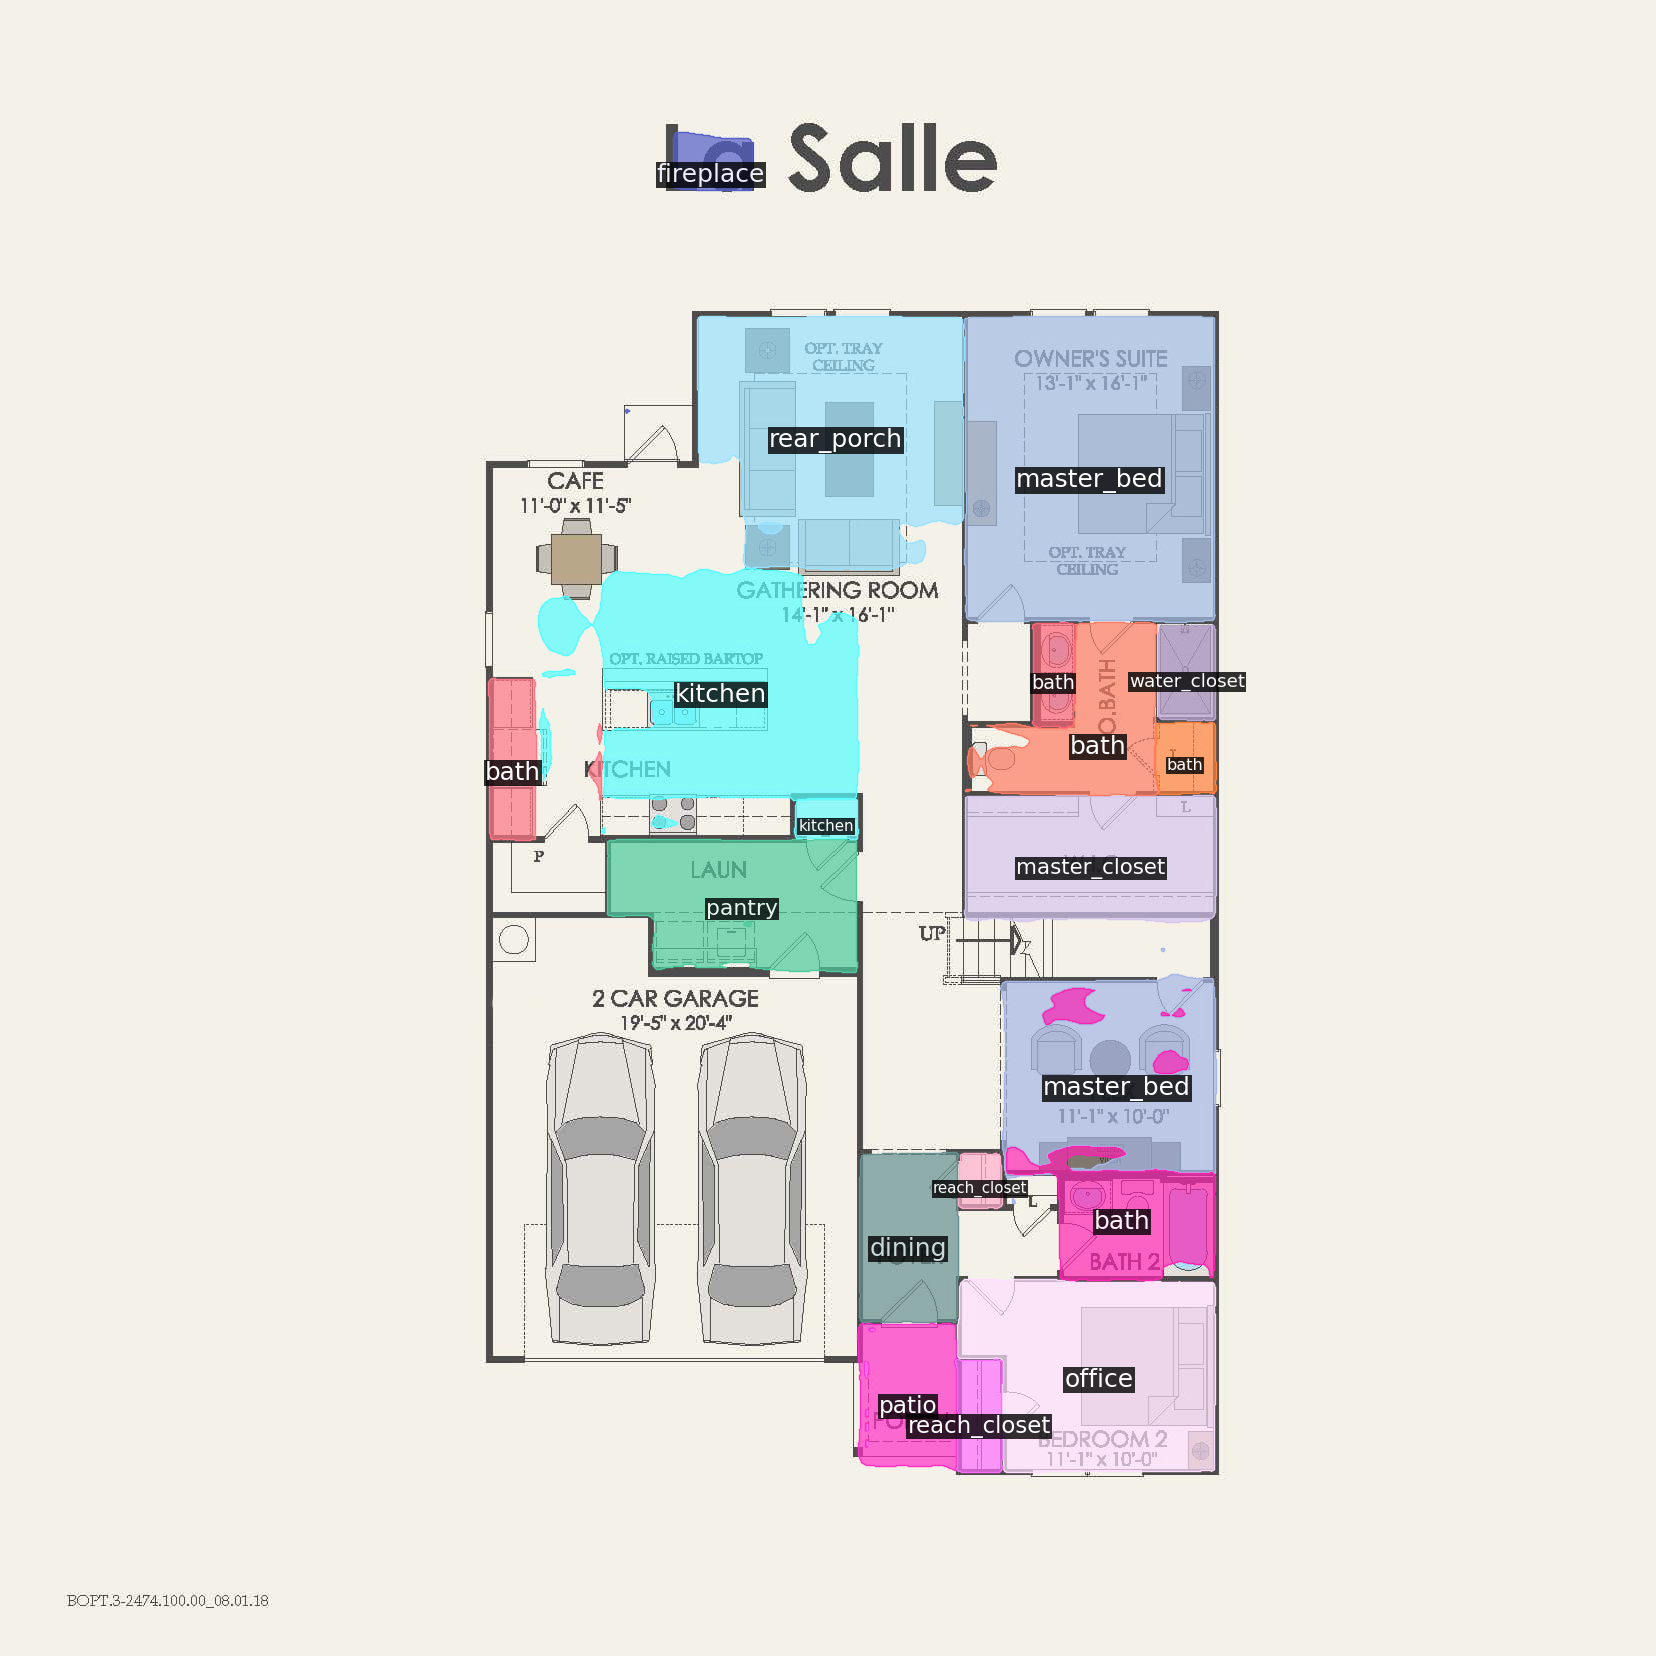 La Salle
fireplace
OPT. TRAY
CEILING
OWNER'S SUITE
13'-1" x 16'-1"
rear_porch
master_bed
CAFE
11'-0" x 11'-5"
OPT. TRAY
CEILING
GATHERING ROOM
14'-1" x 16'-1"
OPT. RAISED BARTOP
kitchen
bath
water_closet
O.BATH
bath
L
bath
bath
KITCHEN
kitchen
L
P
LAUN
master_closet
pantry
UP
2 CAR GARAGE
19'-5" x 20'-4"
master_bed
11'-1" x 10'-0"
reach_closet
L
bath
dining
BATH 2
office
patio
reach_closet
BEDROOM 2
11'-1" x 10'-0"
BOPT.3-2474.100.00_08.01.18